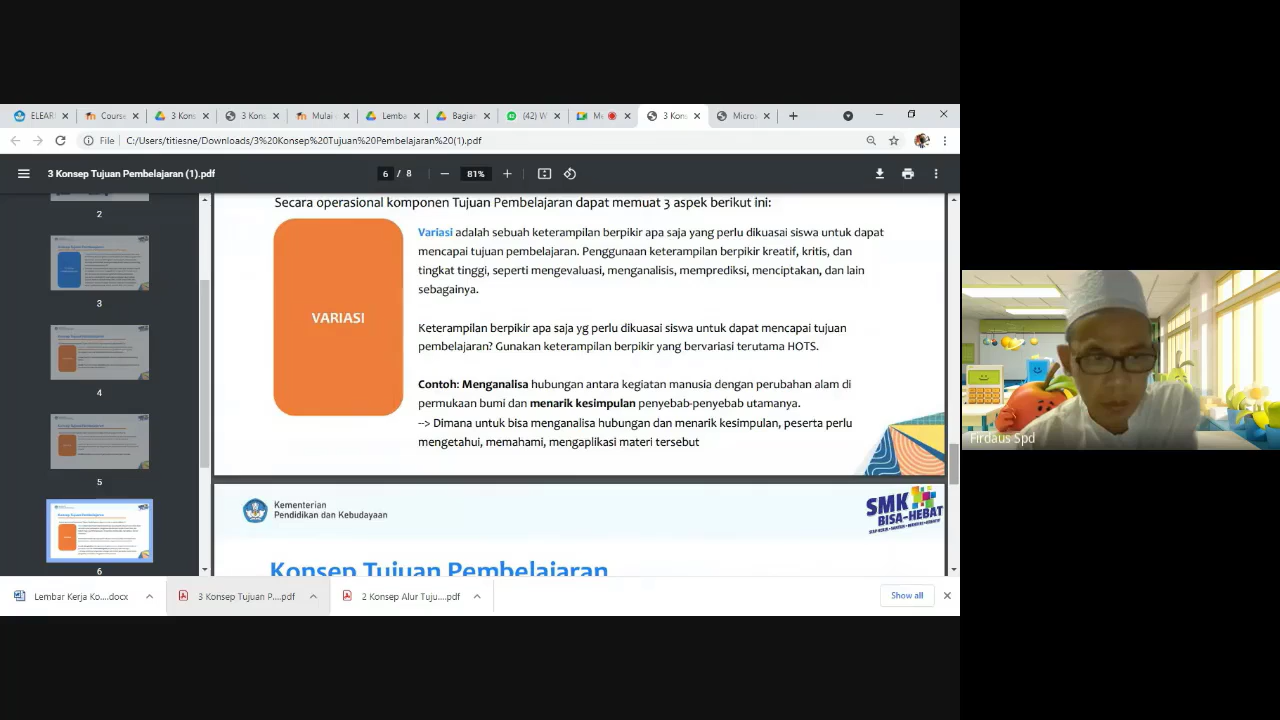 ELEAR
Course
3 Kons
3 Kons
Mulai
Lemba
Bagian
(42) W
Me
3 Kons
Micros
File
C:/Users/titiesne/Downloads/3%20Konsep%20Tujuan%20Pembelajaran%20(1).pdf
3 Konsep Tujuan Pembelajaran (1).pdf
6 / 8
81%
2
3
4
5
6
Secara operasional komponen Tujuan Pembelajaran dapat memuat 3 aspek berikut ini:
VARIASI
Variasi adalah sebuah keterampilan berpikir apa saja yang perlu dikuasai siswa untuk dapat
mencapai tujuan pembelajaran. Penggunaan keterampilan berpikir kreatif, kritis, dan
tingkat tinggi, seperti mengevaluasi, menganalisis, memprediksi, menciptakan, dan lain
sebagainya.
Keterampilan berpikir apa saja yg perlu dikuasai siswa untuk dapat mencapai tujuan
pembelajaran? Gunakan keterampilan berpikir yang bervariasi terutama HOTS.
Contoh: Menganalisa hubungan antara kegiatan manusia dengan perubahan alam di
permukaan bumi dan menarik kesimpulan penyebab-penyebab utamanya.
--> Dimana untuk bisa menganalisa hubungan dan menarik kesimpulan, peserta perlu
mengetahui, memahami, mengaplikasi materi tersebut
Kementerian
Pendidikan dan Kebudayaan
SMK
BISA-HEBAT
Konsep Tujuan Pembelajaran
Lembar Kerja Ko....docx
3 Konsep Tujuan P....pdf
2 Konsep Alur Tuju....pdf
Show all
Firdaus Spd